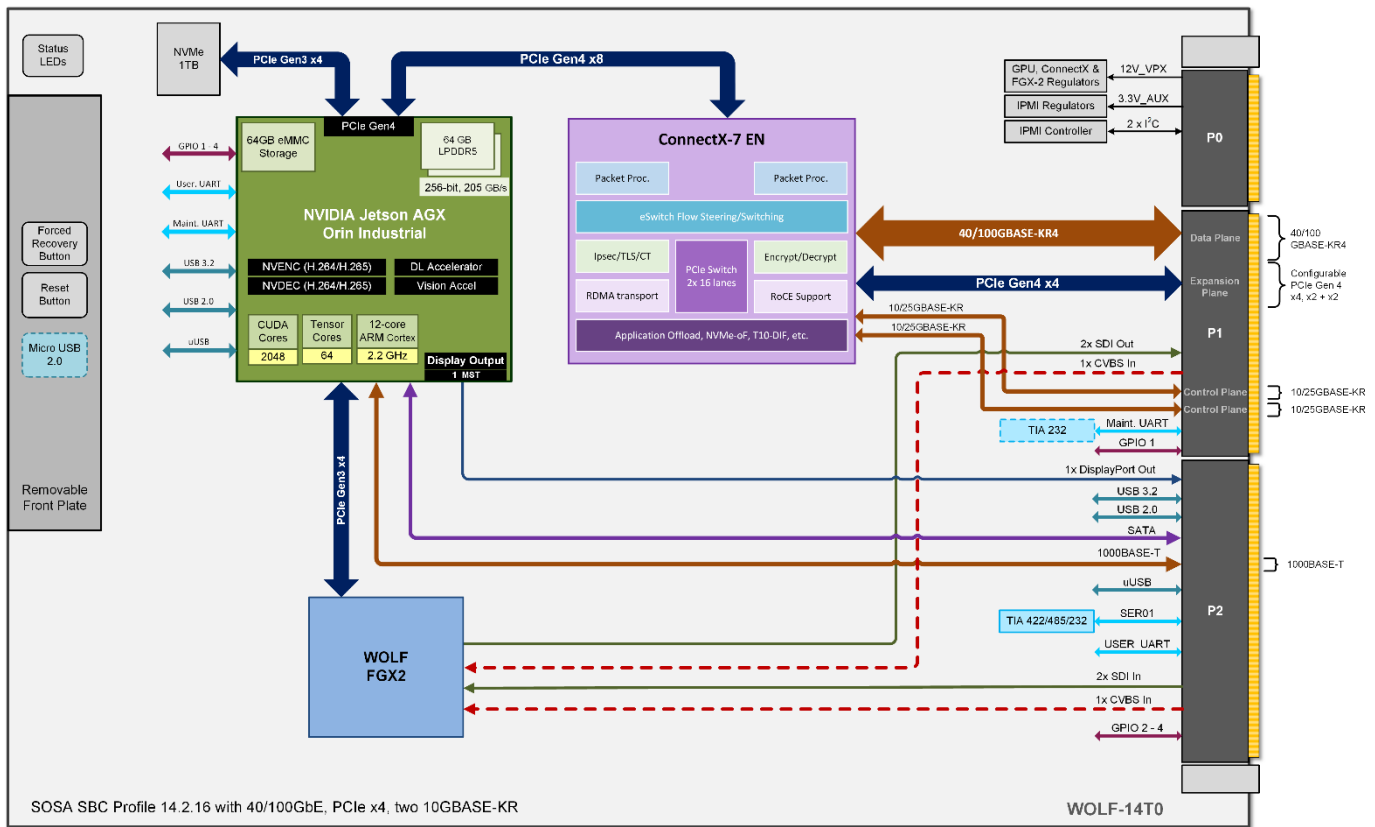 Status
LEDs
NVMe
1TB
PCIe Gen3 x4
PCIe Gen4 x8
GPU, ConnectX &
FGX-2 Regulators
12V_VPX
IPMI Regulators
3.3V_AUX
IPMI Controller
2 x I²C
P0
PCIe Gen4
64GB eMMC
Storage
64 GB
LPDDR5
256-bit, 205 GB/s
NVIDIA Jetson AGX
Orin Industrial
NVENC (H.264/H.265)
DL Accelerator
NVDEC (H.264/H.265)
Vision Accel
CUDA
Cores
2048
Tensor
Cores
64
12-core
ARM Cortex
2.2 GHz
Display Output
1 MST
GPIO 1 - 4
User. UART
Maint. UART
USB 3.2
USB 2.0
uUSB
Forced
Recovery
Button
Reset
Button
Micro USB
2.0
Removable
Front Plate
ConnectX-7 EN
Packet Proc.
Packet Proc.
eSwitch Flow Steering/Switching
Ipsec/TLS/CT
PCIe Switch
2x 16 lanes
Encrypt/Decrypt
RDMA transport
RoCE Support
Application Offload, NVMe-oF, T10-DIF, etc.
40/100GBASE-KR4
Data Plane
40/100
GBASE-KR4
PCIe Gen4 x4
Expansion
Plane
Configurable
PCIe Gen 4
x4, x2 + x2
10/25GBASE-KR
10/25GBASE-KR
P1
2x SDI Out
1x CVBS In
Control Plane
10/25GBASE-KR
Control Plane
10/25GBASE-KR
TIA 232
Maint. UART
GPIO 1
1x DisplayPort Out
USB 3.2
USB 2.0
SATA
1000BASE-T
1000BASE-T
uUSB
P2
TIA 422/485/232
SER01
USER UART
2x SDI In
1x CVBS In
GPIO 2 - 4
PCIe Gen3 x4
WOLF
FGX2
SOSA SBC Profile 14.2.16 with 40/100GbE, PCIe x4, two 10GBASE-KR
WOLF-14T0